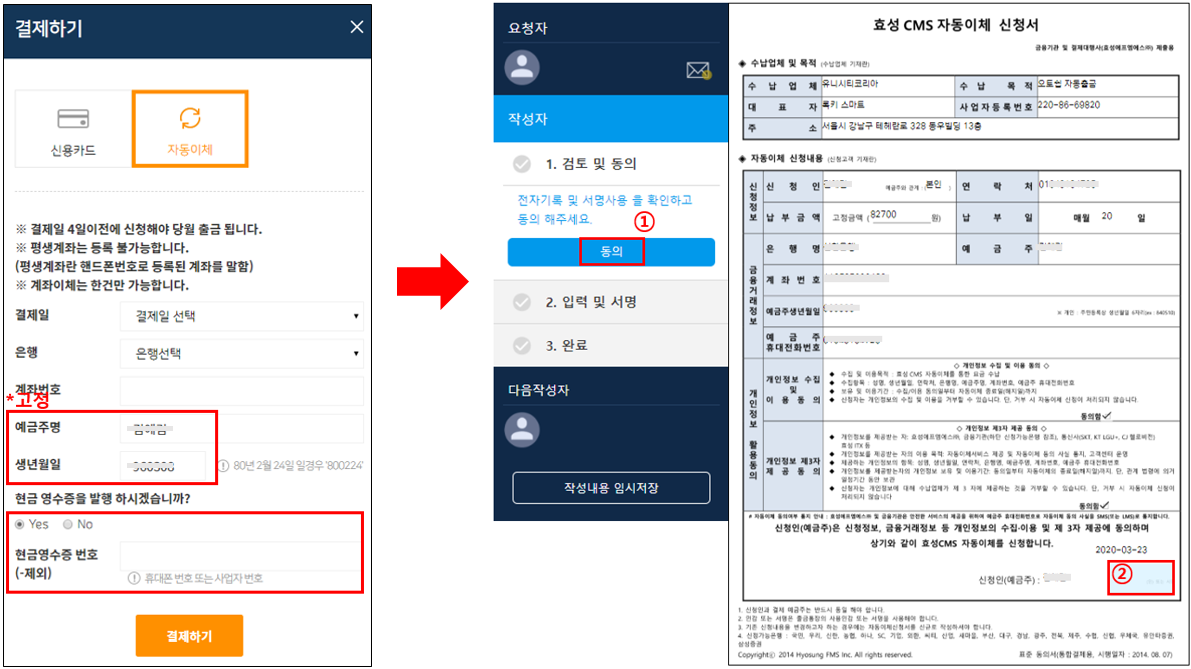 결제하기
신용카드
자동이체
※ 결제일 4일이전에 신청해야 당월 출금 됩니다.
※ 평생계좌는 등록 불가능합니다.
(평생계좌란 핸드폰번호로 등록된 계좌를 말함)
※ 계좌이체는 한건만 가능합니다.
결제일
결제일 선택
은행
은행선택
계좌번호
*고정
예금주명
생년월일
80년 2월 24일 일경우 '800224'
현금 영수증을 발행 하시겠습니까?
Yes No
현금영수증 번호
(-제외)
휴대폰 번호 또는 사업자 번호
결제하기
요청자
작성자
1. 검토 및 동의
전자기록 및 서명사용 을 확인하고
동의 해주세요.
①
동의
2. 입력 및 서명
3. 완료
다음작성자
작성내용 임시저장
효성 CMS 자동이체 신청서
금융기관 및 결제대행사(효성에프엠에스㈜) 제출용
◈ 수납업체 및 목적 (수납업체 기재란)
수 납 업 체 유니시티코리아 수 납 목 적 오토쉽 자동출금
대 표 자 록키 스마트 사업자등록번호 220-86-69820
주 소 서울시 강남구 테헤란로 328 동우빌딩 13층
◈ 자동이체 신청내용 (신청고객 기재란)
신청정보
신 청 인 예금주와 관계 : ( 본인 ) 연 락 처
납 부 금 액 고정금액 ( 82700 원) 납 부 일 매월 20 일
금융거래정보
은 행 명 예 금 주
계 좌 번 호
예금주생년월일 ※ 개인 : 주민등록상 생년월일 6자리(ex : 840510)
예 금 주
휴대전화번호
개인정보 활용동의
개인정보 수집
및
이 용 동 의
◇ 개인정보 수집 및 이용 동의 ◇
◆ 수집 및 이용목적 : 효성 CMS 자동이체를 통한 요금 수납
◆ 수집항목 : 성명, 생년월일, 연락처, 은행명, 예금주명, 계좌번호, 예금주 휴대전화번호
◆ 보유 및 이용기간 : 수집/이용 동의일부터 자동이체 종료일(해지일)까지
◆ 신청자는 개인정보의 수집 및 이용을 거부할 수 있습니다. 단, 거부 시 자동이체 신청이 처리되지 않습니다.
동의함✓
개인정보 제3자
제 공 동 의
◇ 개인정보 제3자 제공 동의 ◇
◆ 개인정보를 제공받는 자: 효성에프엠에스㈜, 금융기관(하단 신청가능은행 참조), 통신사(SKT, KT LGU+, CJ 헬로비전)
효성 ITX 등
◆ 개인정보를 제공받는 자의 이용 목적: 자동이체서비스 제공 및 자동이체 동의 사실 통지, 고객센터 운영
◆ 제공하는 개인정보의 항목: 성명, 생년월일, 연락처, 은행명, 예금주명, 계좌번호, 예금주 휴대전화번호
◆ 개인정보를 제공받는자의 개인정보 보유 및 이용기간: 동의일부터 자동이체의 종료일(해지일)까지. 단, 관계 법령에 의거
일정기간 동안 보관
◆ 신청자는 개인정보에 대해 수납업체가 제 3 자에 제공하는 것을 거부할 수 있습니다. 단, 거부 시 자동이체 신청이
처리되지 않습니다
동의함✓
# 자동이체 동의여부 통지 안내 : 효성에프엠에스㈜ 및 금융기관은 안전한 서비스의 제공을 위하여 예금주 휴대전화번호로 자동이체 동의 사실을 SMS(또는 LMS)로 통지합니다.
신청인(예금주)은 신청정보, 금융거래정보 등 개인정보의 수집·이용 및 제 3자 제공에 동의하며
상기와 같이 효성CMS 자동이체를 신청합니다.
2020-03-23
신청인(예금주) :
②
1. 신청인과 결제 예금주는 반드시 동일 해야 합니다.
2. 인감 또는 서명은 출금통장의 사용인감 또는 서명을 사용해야 합니다.
3. 기존 신청내용을 변경하고자 하는 경우에는 자동이체신청서를 신규로 작성하셔야 합니다.
4. 신청가능은행 : 국민, 우리, 신한, 농협, 하나, SC, 기업, 외환, 씨티, 산업, 새마을, 부산, 대구, 경남, 광주, 전북, 제주, 수협, 신협, 우체국, 유안타증권,
삼성증권
Copyrightⓒ 2014 Hyosung FMS Inc. All rights reserved.
표준 동의서(통합결제용, 시행일자 : 2014. 08. 07)